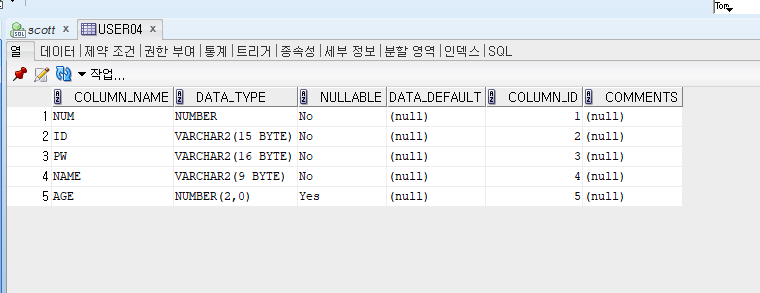 Tom
scott USER04
열 데이터 제약 조건 권한 부여 통계 트리거 종속성 세부 정보 분할 영역 인덱스 SQL
작업...
COLUMN_NAME DATA_TYPE NULLABLE DATA_DEFAULT COLUMN_ID COMMENTS
1 NUM NUMBER No (null) 1 (null)
2 ID VARCHAR2(15 BYTE) No (null) 2 (null)
3 PW VARCHAR2(16 BYTE) No (null) 3 (null)
4 NAME VARCHAR2(9 BYTE) No (null) 4 (null)
5 AGE NUMBER(2,0) Yes (null) 5 (null)